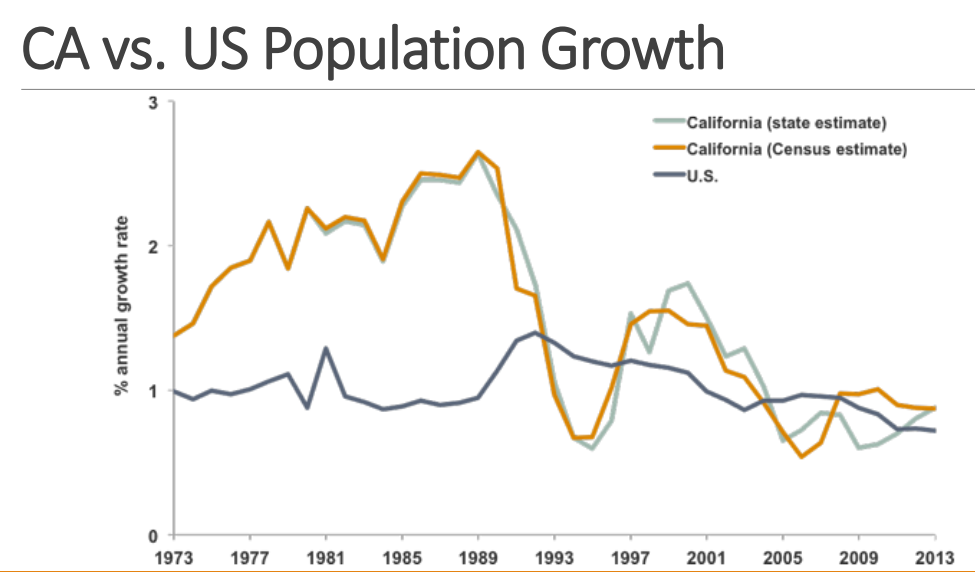 CA vs. US Population Growth
California (state estimate)
California (Census estimate)
U.S.
% annual growth rate
3
2
1
0
1973 1977 1981 1985 1989 1993 1997 2001 2005 2009 2013